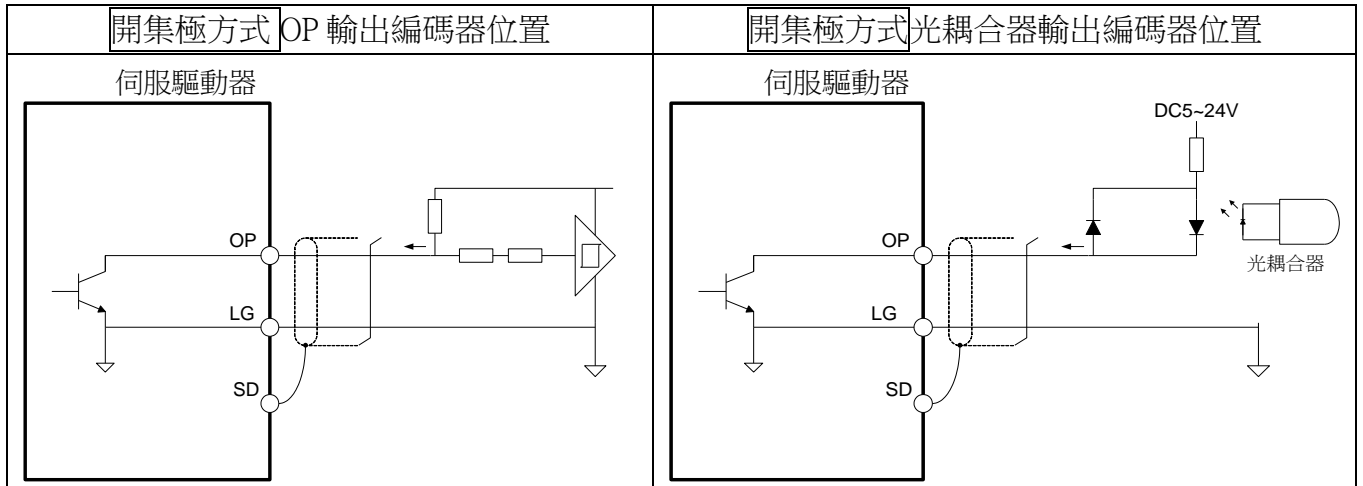 開集極方式 OP 輸出編碼器位置
開集極方式光耦合器輸出編碼器位置
伺服驅動器
OP
LG
SD
伺服驅動器
DC5~24V
OP
光耦合器
LG
SD